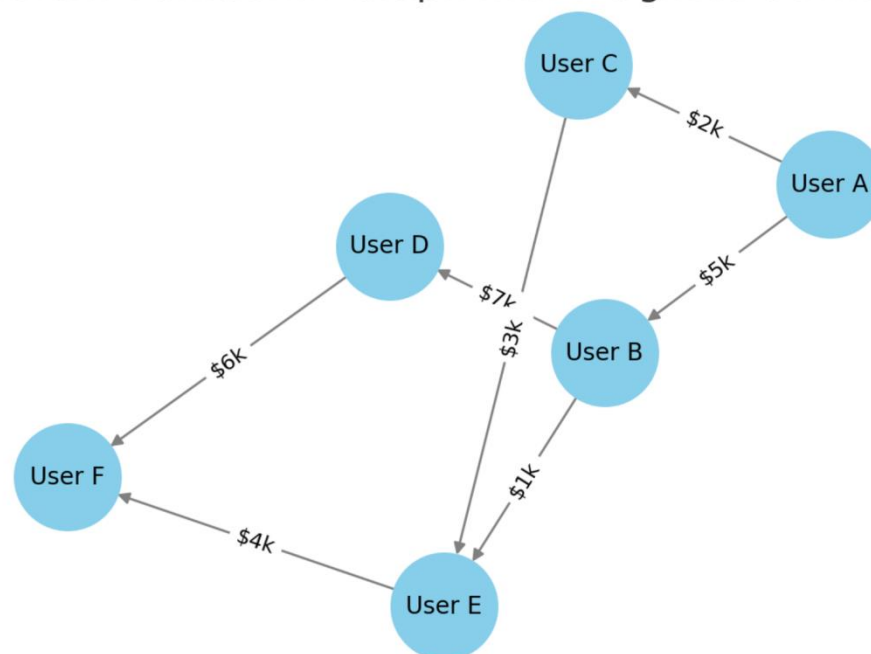 User C
$2k
User A
User D
$5k
$7k
$3k
User B
$6k
User F
$1k
$4k
User E